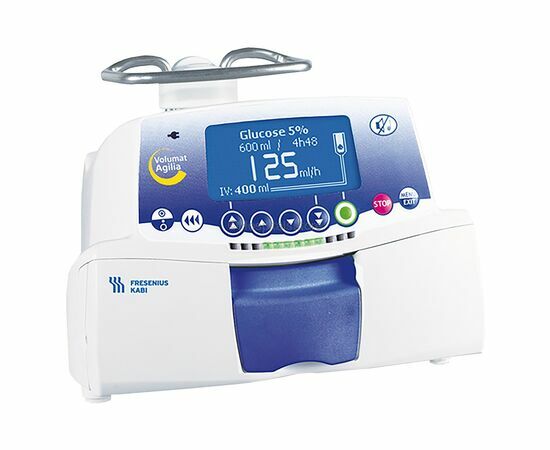 Glucose 5%
600 ml / 4h48
125 ml/h
IV: 400 ml
Volumat
Agilia
STOP
MENU
EXIT
FRESENIUS
KABI